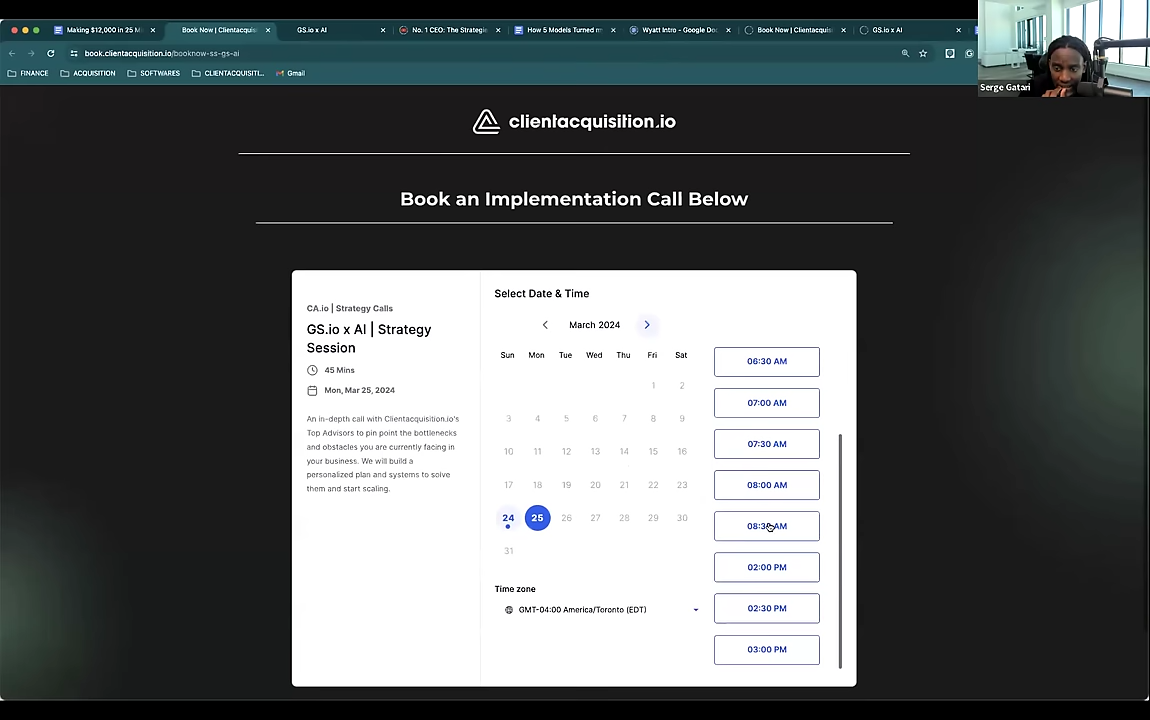 Making $12,000 in 25 M
Book Now | Clientacquisi
GS.io x AI
No. 1 CEO: The Strategie
How 5 Models Turned m
Wyatt Intro - Google Do
Book Now | Clientacquisi
GS.io x AI
book.clientacquisition.io/booknow-ss-gs-ai
FINANCE
ACQUISITION
SOFTWARES
CLIENTACQUISITI...
Gmail
Serge Gatari
clientacquisition.io
Book an Implementation Call Below
CA.io | Strategy Calls
GS.io x AI | Strategy
Session
45 Mins
Mon, Mar 25, 2024
An in-depth call with Clientacquisition.io's
Top Advisors to pin point the bottlenecks
and obstacles you are currently facing in
your business. We will build a
personalized plan and systems to solve
them and start scaling.
Select Date & Time
March 2024
Sun Mon Tue Wed Thu Fri Sat
1 2
3 4 5 6 7 8 9
10 11 12 13 14 15 16
17 18 19 20 21 22 23
24 25 26 27 28 29 30
31
Time zone
GMT-04:00 America/Toronto (EDT)
06:30 AM
07:00 AM
07:30 AM
08:00 AM
08:30 AM
02:00 PM
02:30 PM
03:00 PM